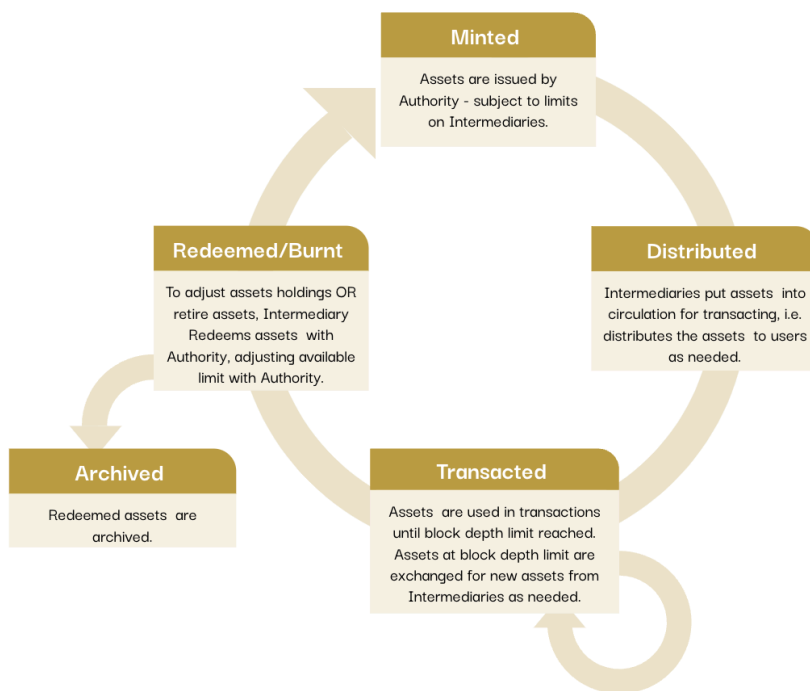 Minted
Assets are issued by
Authority - subject to limits
on Intermediaries.
Redeemed/Burnt
To adjust assets holdings OR
retire assets, Intermediary
Redeems assets with
Authority, adjusting available
limit with Authority.
Distributed
Intermediaries put assets into
circulation for transacting, i.e.
distributes the assets to users
as needed.
Archived
Redeemed assets are
archived.
Transacted
Assets are used in transactions
until block depth limit reached.
Assets at block depth limit are
exchanged for new assets from
Intermediaries as needed.